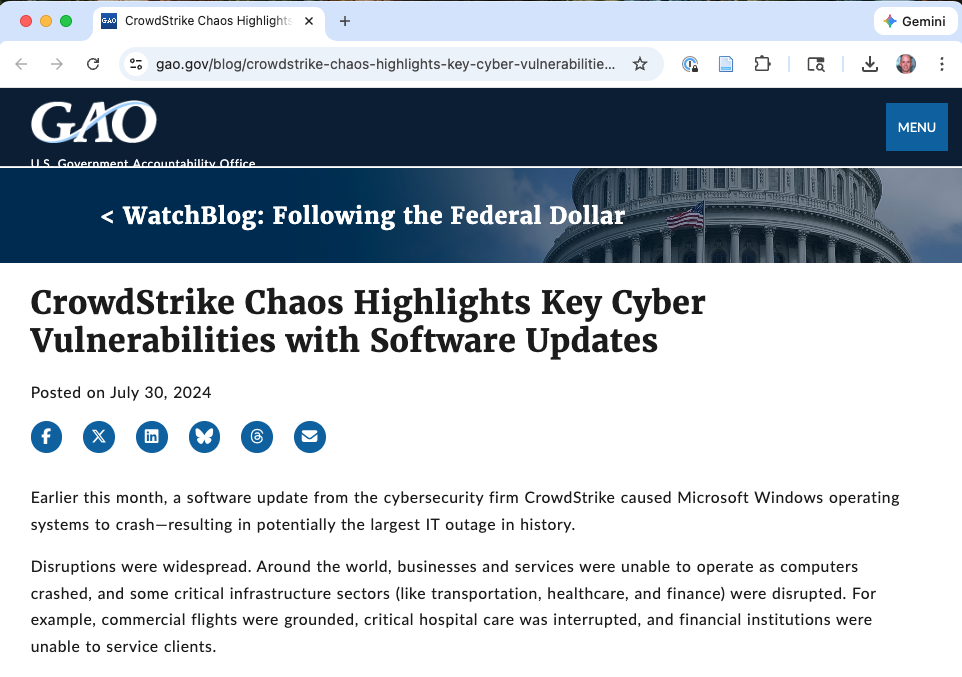 GAO CrowdStrike Chaos Highlights
Gemini
gao.gov/blog/crowdstrike-chaos-highlights-key-cyber-vulnerabilitie...
GAO
U.S. Government Accountability Office
MENU
< WatchBlog: Following the Federal Dollar
CrowdStrike Chaos Highlights Key Cyber
Vulnerabilities with Software Updates
Posted on July 30, 2024
Earlier this month, a software update from the cybersecurity firm CrowdStrike caused Microsoft Windows operating
systems to crash—resulting in potentially the largest IT outage in history.
Disruptions were widespread. Around the world, businesses and services were unable to operate as computers
crashed, and some critical infrastructure sectors (like transportation, healthcare, and finance) were disrupted. For
example, commercial flights were grounded, critical hospital care was interrupted, and financial institutions were
unable to service clients.